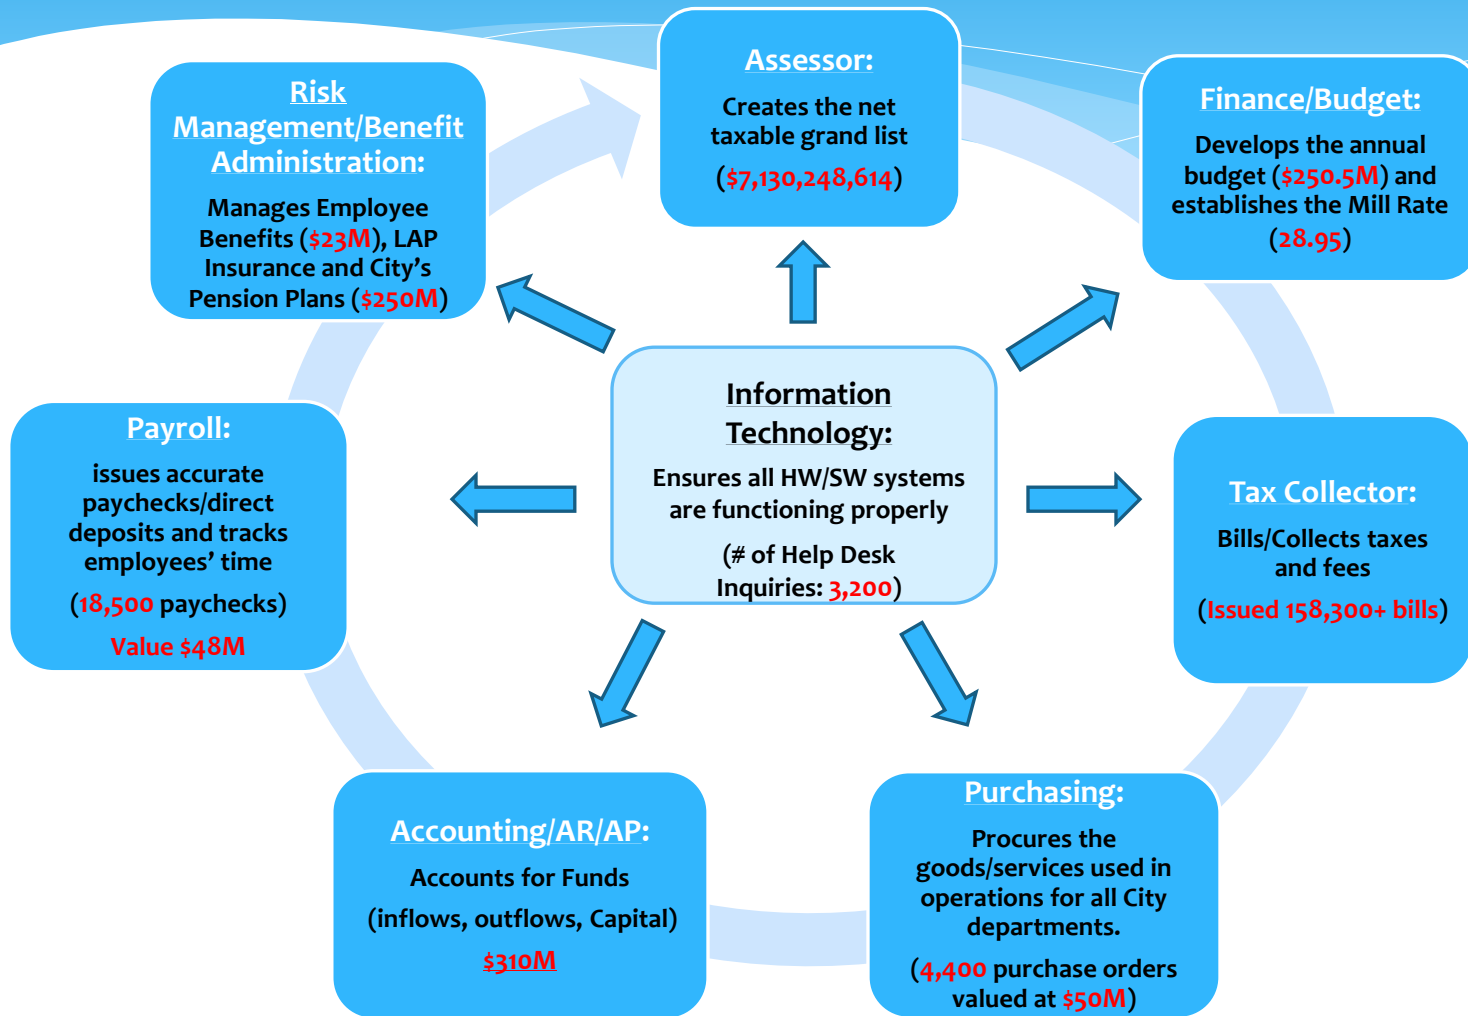 Assessor:
Creates the net
taxable grand list
($7,130,248,614)
Finance/Budget:
Develops the annual
budget ($250.5M) and
establishes the Mill Rate
(28.95)
Tax Collector:
Bills/Collects taxes
and fees
(Issued 158,300+ bills)
Purchasing:
Procures the
goods/services used in
operations for all City
departments.
(4,400 purchase orders
valued at $50M)
Accounting/AR/AP:
Accounts for Funds
(inflows, outflows, Capital)
$310M
Payroll:
issues accurate
paychecks/direct
deposits and tracks
employees’ time
(18,500 paychecks)
Value $48M
Risk
Management/Benefit
Administration:
Manages Employee
Benefits ($23M), LAP
Insurance and City’s
Pension Plans ($250M)
Information
Technology:
Ensures all HW/SW systems
are functioning properly
(# of Help Desk
Inquiries: 3,200)